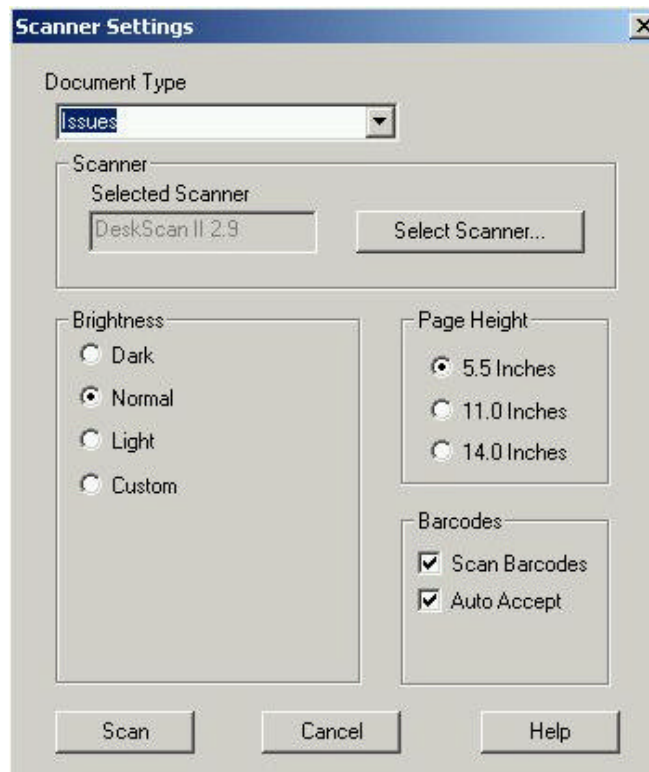 Scanner Settings
Document Type
Issues
Scanner
Selected Scanner
DeskScan II 2.9
Select Scanner...
Brightness
Dark
Normal
Light
Custom
Page Height
5.5 Inches
11.0 Inches
14.0 Inches
Barcodes
Scan Barcodes
Auto Accept
Scan
Cancel
Help